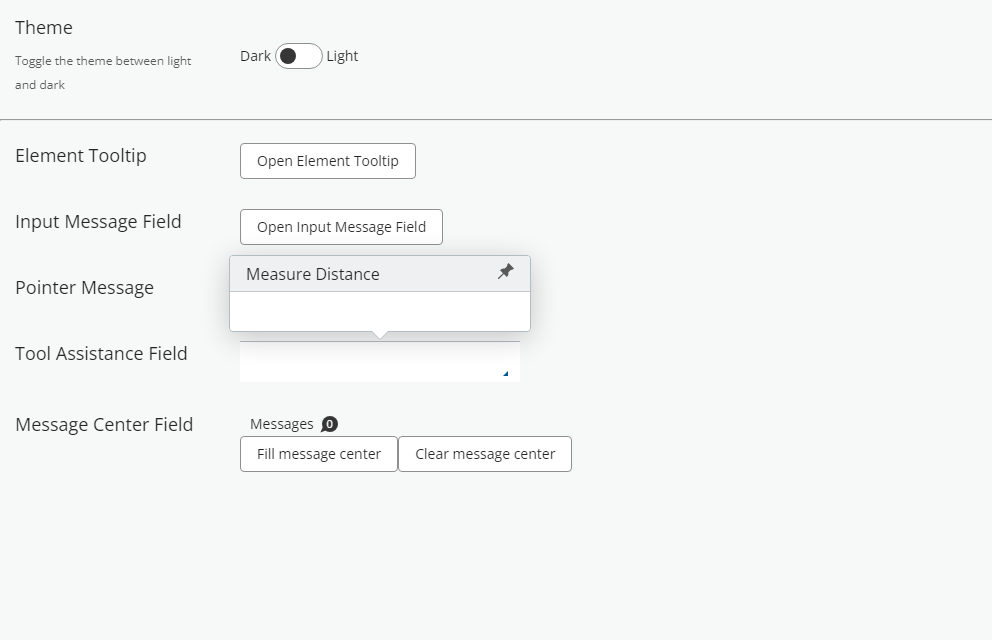 Theme
Toggle the theme between light
and dark
Dark Light
Element Tooltip
Open Element Tooltip
Input Message Field
Open Input Message Field
Measure Distance
Pointer Message
Tool Assistance Field
Message Center Field
Messages 0
Fill message center
Clear message center